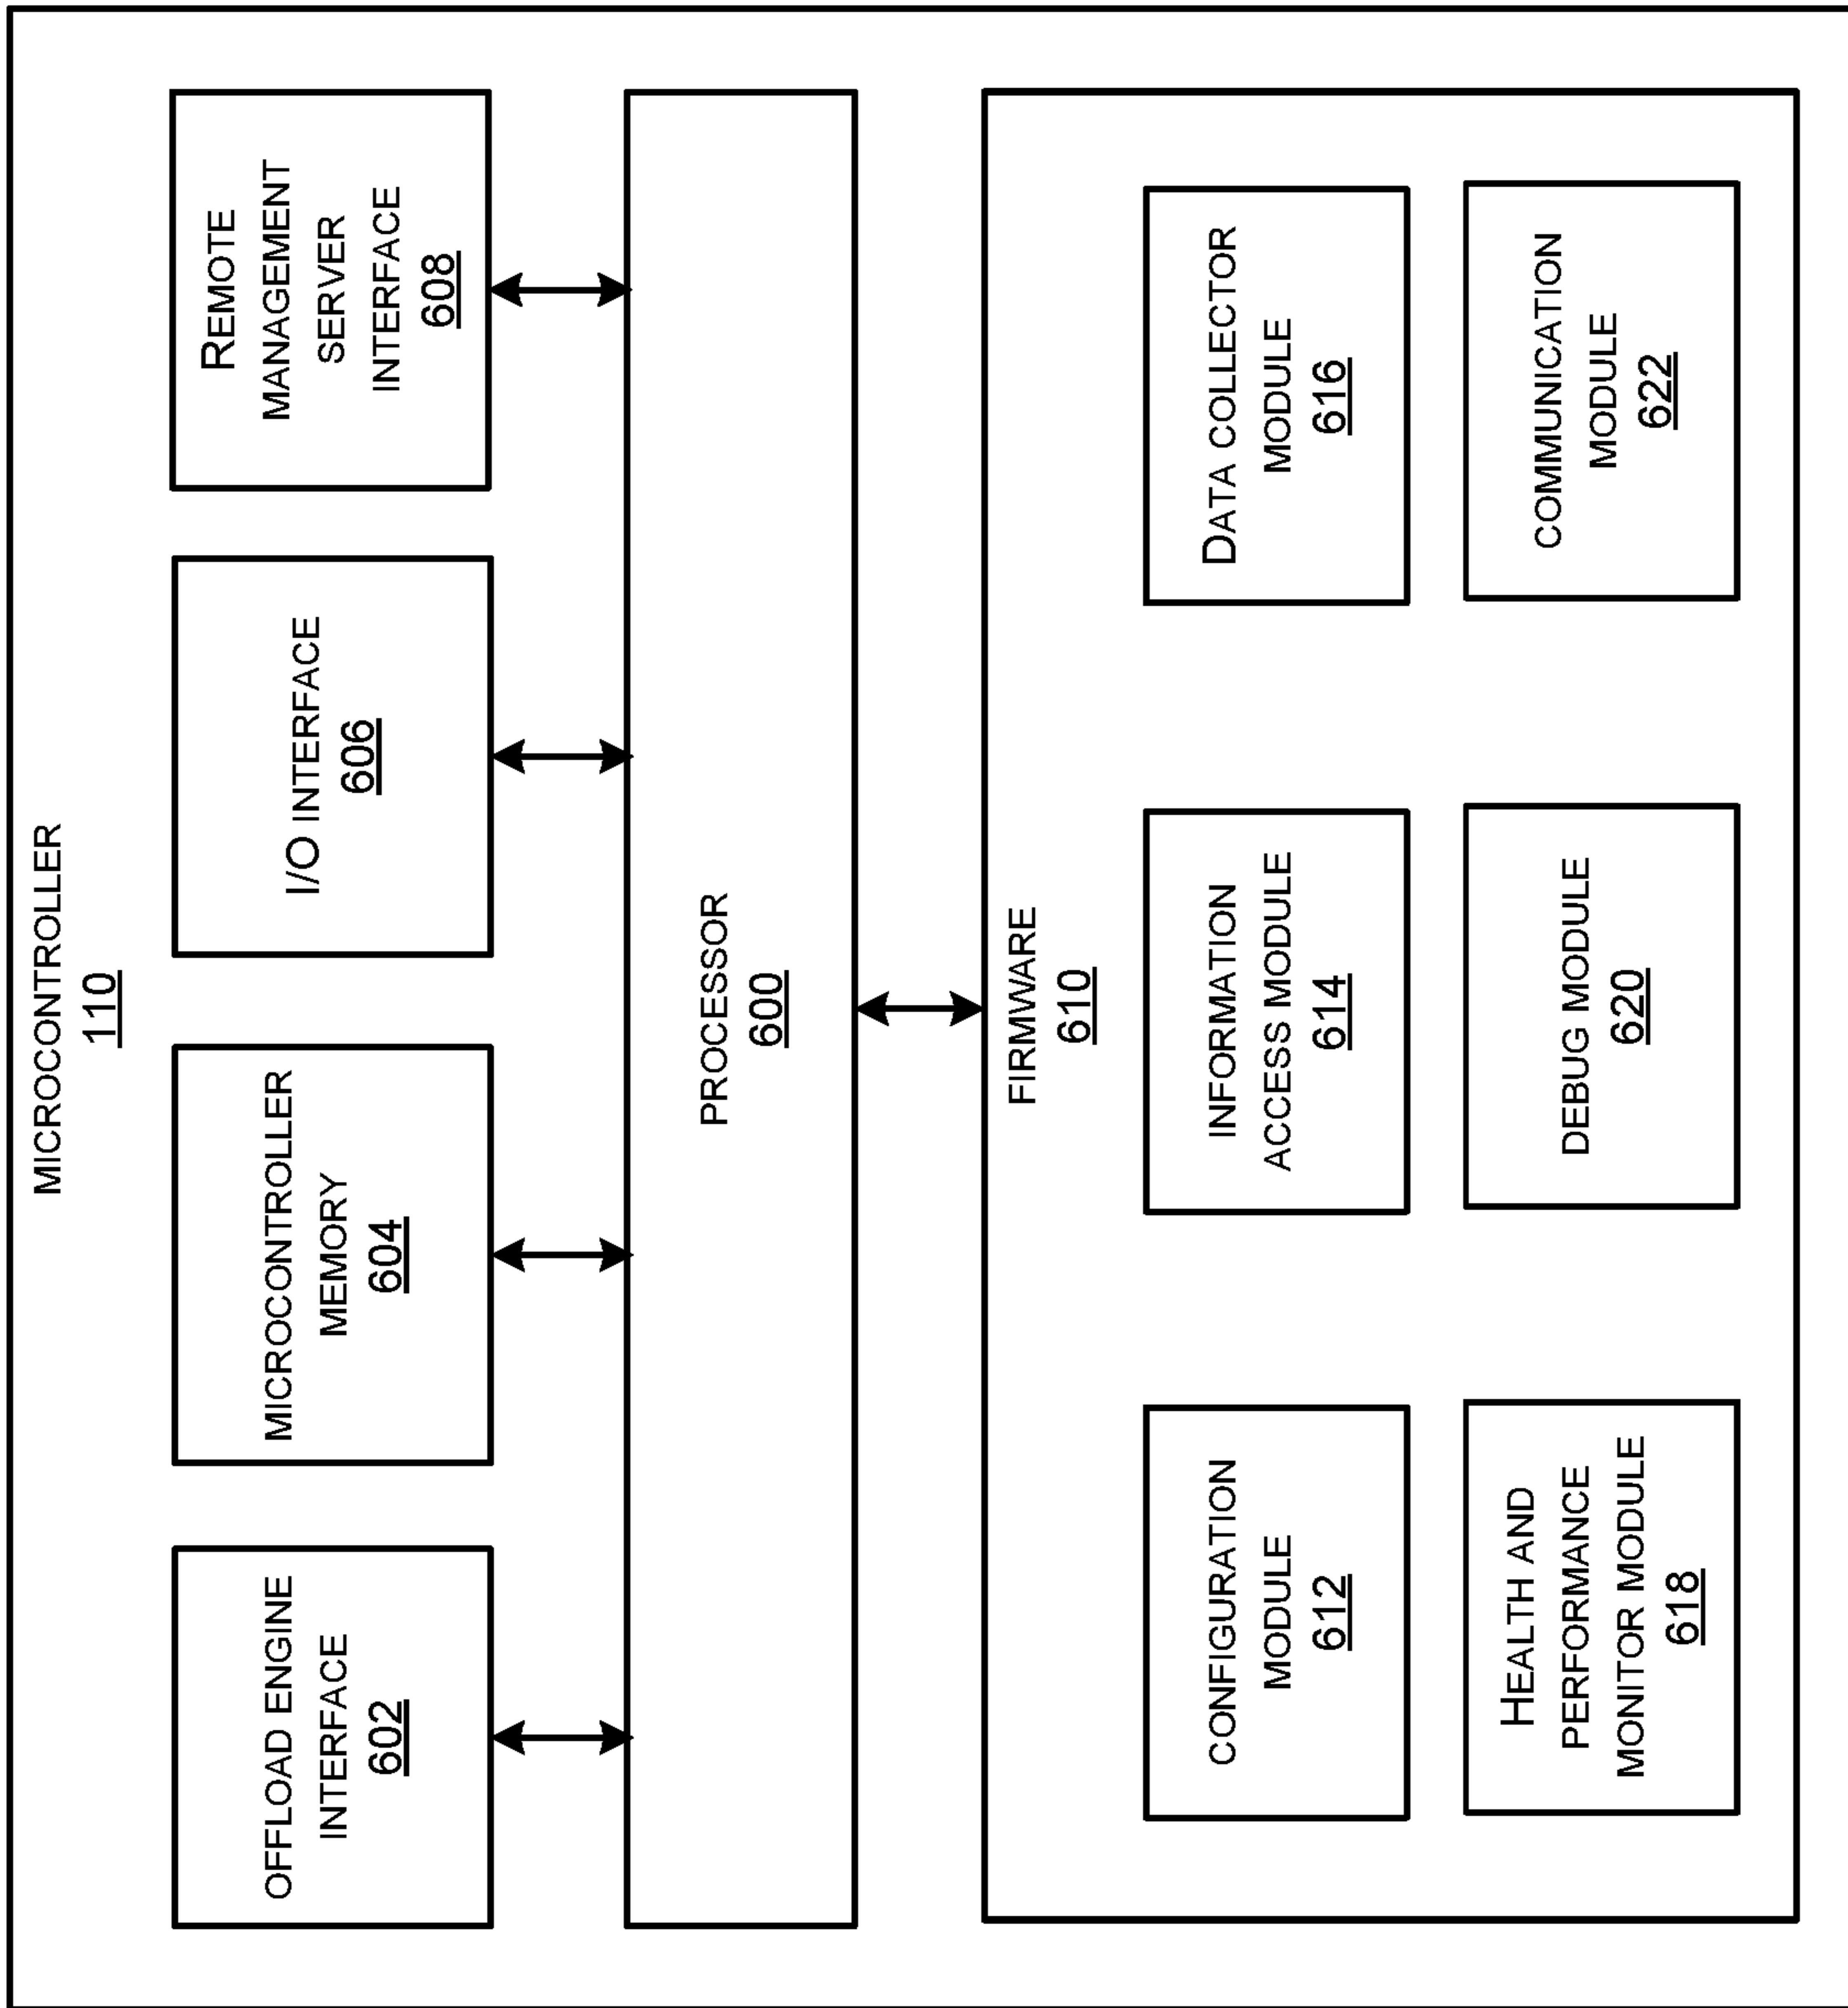 MICROCONTROLLER
110
OFFLOAD ENGINE
INTERFACE
602
MICROCONTROLLER
MEMORY
604
I/O INTERFACE
606
REMOTE
MANAGEMENT
SERVER
INTERFACE
608
PROCESSOR
600
FIRMWARE
610
CONFIGURATION
MODULE
612
INFORMATION
ACCESS MODULE
614
DATA COLLECTOR
MODULE
616
HEALTH AND
PERFORMANCE
MONITOR MODULE
618
DEBUG MODULE
620
COMMUNICATION
MODULE
622